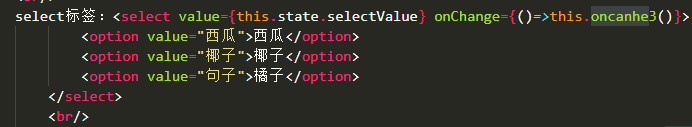 select标签：<select value={this.state.selectValue} onChange={()=>this.oncanhe3()}>
<option value="西瓜">西瓜</option>
<option value="椰子">椰子</option>
<option value="句子">橘子</option>
</select>
<br/>